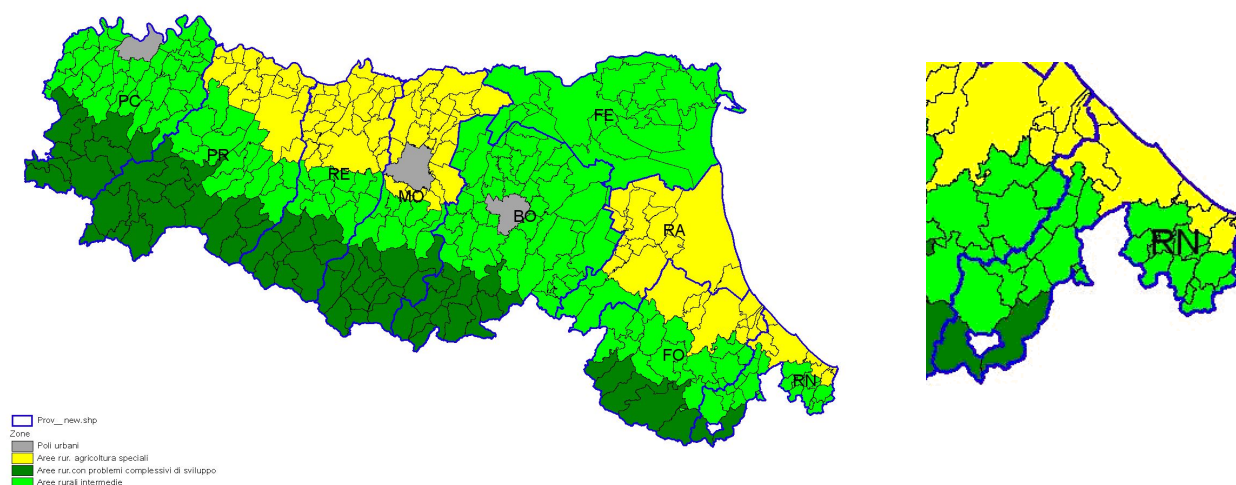 PC
FE
PR
RE
MO
BO
RA
FO
RN
RN
Prov__new.shp
Zone
Poli urbani
Aree rur. agricoltura speciali
Aree rur.con problemi complessivi di sviluppo
Aree rurali intermedie